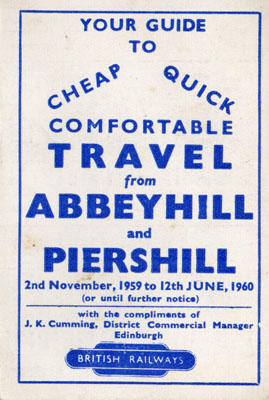 YOUR GUIDE
TO
CHEAP QUICK
COMFORTABLE
TRAVEL
from
ABBEYHILL
and
PIERSHILL
2nd November, 1959 to 12th JUNE, 1960
(or until further notice)
with the compliments of
J. K. Cumming, District Commercial Manager
Edinburgh
BRITISH RAILWAYS